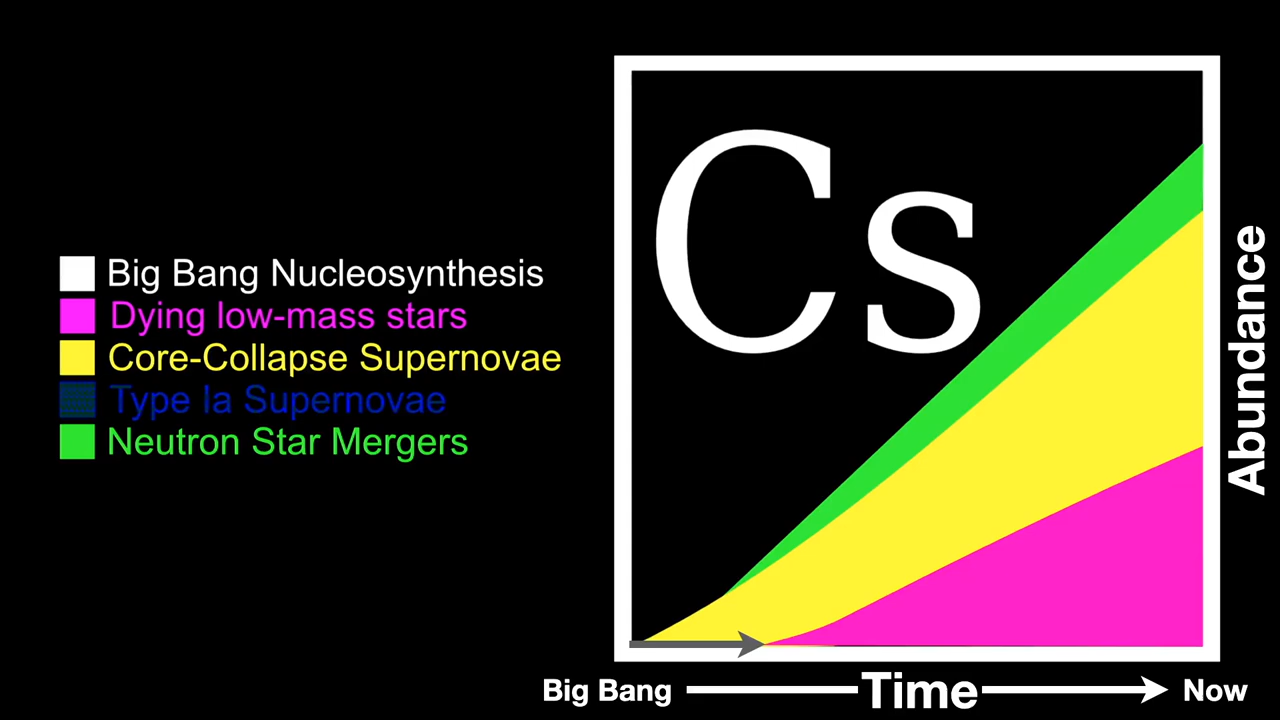 Cs
Big Bang Nucleosynthesis
Dying low-mass stars
Core-Collapse Supernovae
Type Ia Supernovae
Neutron Star Mergers
Abundance
Big Bang Time Now